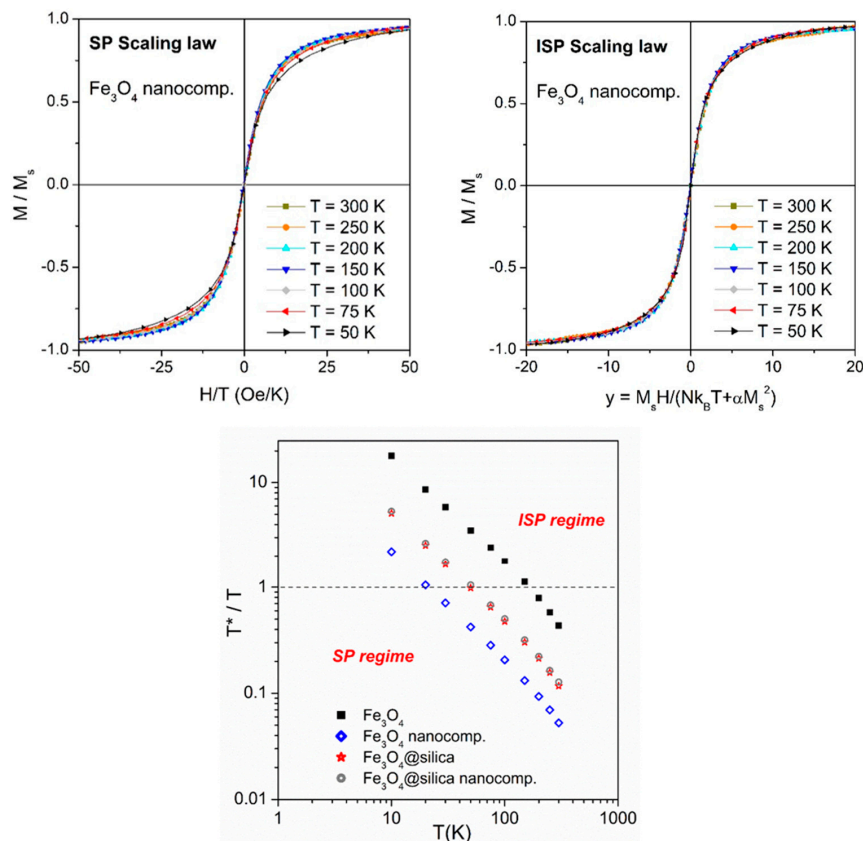 SP Scaling law
Fe₃O₄ nanocomp.
1.0
0.5
0.0
-0.5
-1.0
M / Mₛ
T = 300 K
T = 250 K
T = 200 K
T = 150 K
T = 100 K
T = 75 K
T = 50 K
-50 -25 0 25 50
H/T (Oe/K)
ISP Scaling law
Fe₃O₄ nanocomp.
1.0
0.5
0.0
-0.5
-1.0
M / Mₛ
T = 300 K
T = 250 K
T = 200 K
T = 150 K
T = 100 K
T = 75 K
T = 50 K
-20 -10 0 10 20
y = MₛH/(Nk_BT+αMₛ²)
10
1
0.1
0.01
T* / T
ISP regime
SP regime
Fe₃O₄
Fe₃O₄ nanocomp.
Fe₃O₄@silica
Fe₃O₄@silica nanocomp.
1 10 100 1000
T(K)